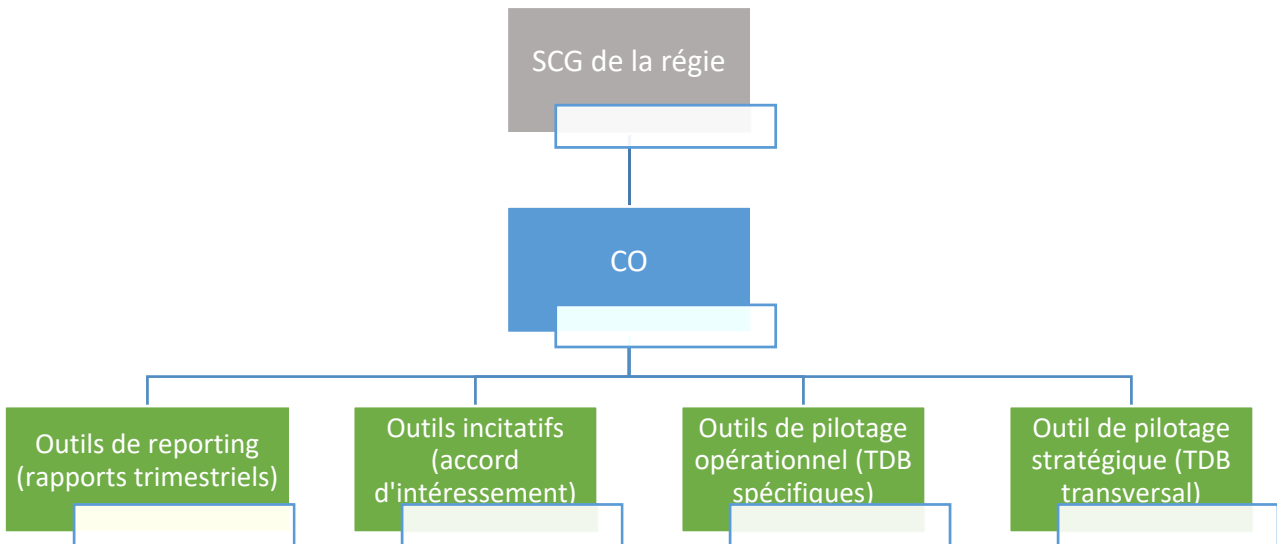 SCG de la régie
CO
Outils de reporting
(rapports trimestriels)
Outils incitatifs
(accord
d'intéressement)
Outils de pilotage
opérationnel (TDB
spécifiques)
Outil de pilotage
stratégique (TDB
transversal)